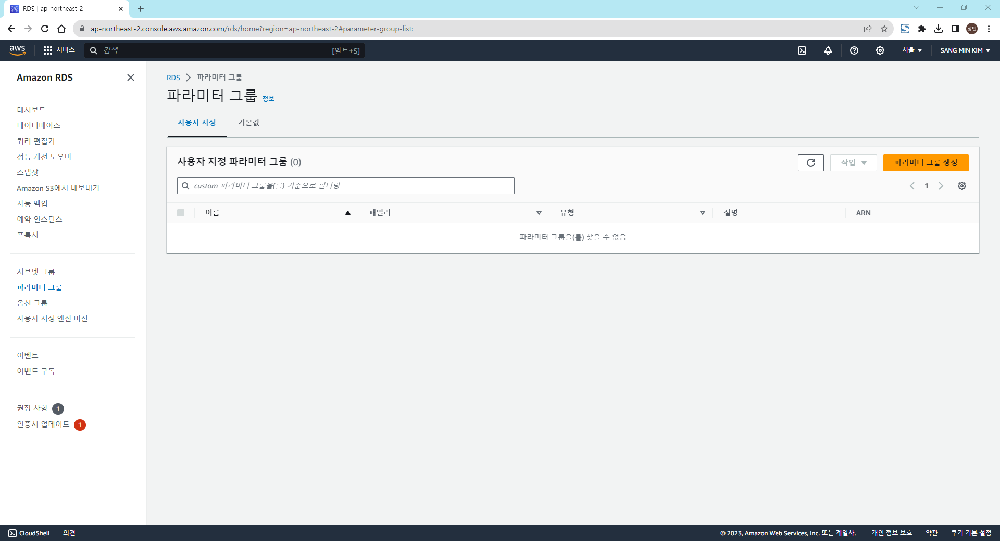 RDS | ap-northeast-2
ap-northeast-2.console.aws.amazon.com/rds/home?region=ap-northeast-2#parameter-group-list:
상민
aws
서비스
검색
[알트+S]
서울
SANG MIN KIM
Amazon RDS
대시보드
데이터베이스
쿼리 편집기
성능 개선 도우미
스냅샷
Amazon S3에서 내보내기
자동 백업
예약 인스턴스
프록시
서브넷 그룹
파라미터 그룹
옵션 그룹
사용자 지정 엔진 버전
이벤트
이벤트 구독
권장 사항 1
인증서 업데이트 1
RDS > 파라미터 그룹
파라미터 그룹 정보
사용자 지정
기본값
사용자 지정 파라미터 그룹 (0)
작업
파라미터 그룹 생성
custom 파라미터 그룹을(를) 기준으로 필터링
1
이름
패밀리
유형
설명
ARN
파라미터 그룹을(를) 찾을 수 없음
CloudShell
의견
© 2023, Amazon Web Services, Inc. 또는 계열사.
개인 정보 보호
약관
쿠키 기본 설정